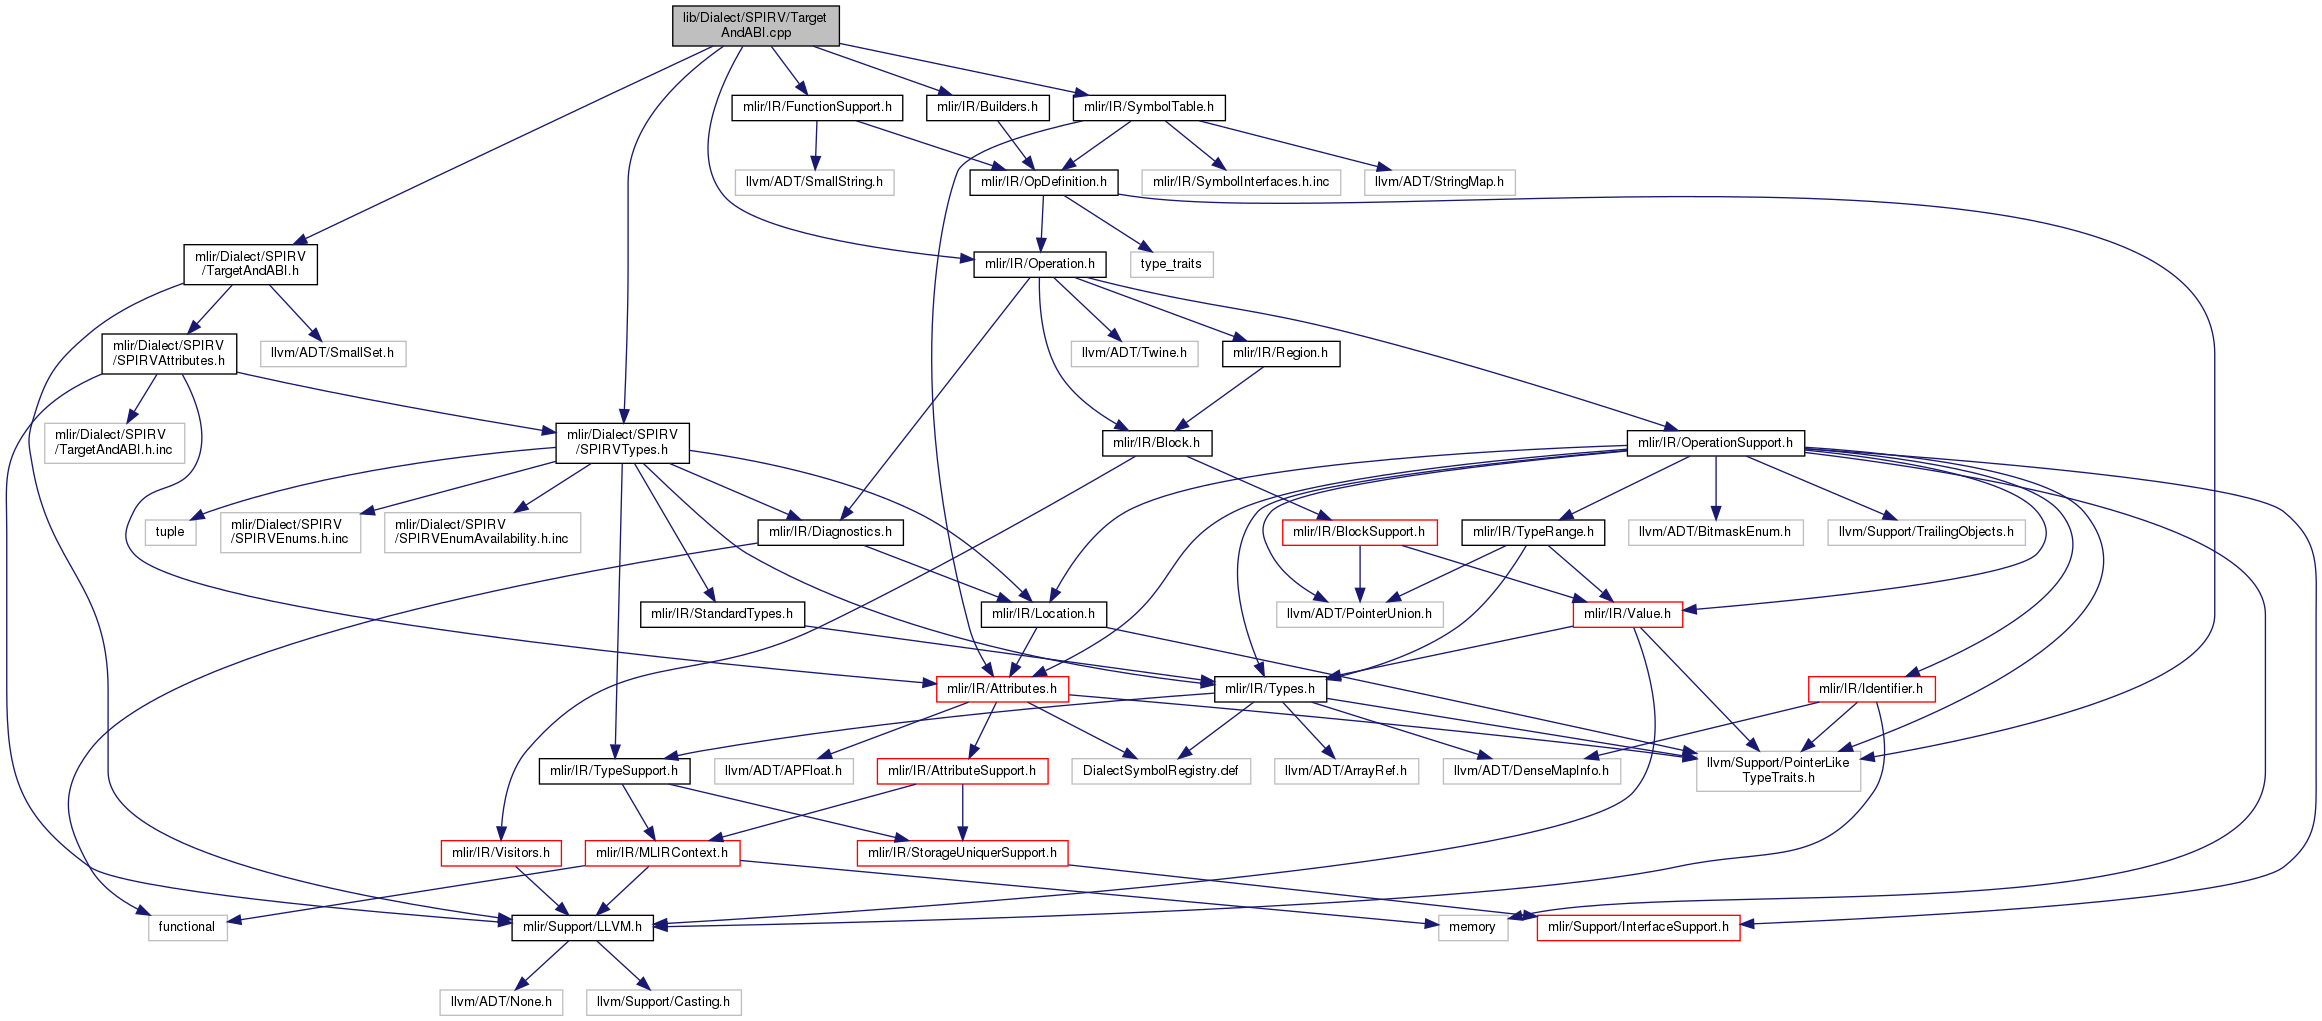 lib/Dialect/SPIRV/Target
AndABI.cpp
mlir/IR/FunctionSupport.h
mlir/IR/Builders.h
mlir/IR/SymbolTable.h
llvm/ADT/SmallString.h
mlir/IR/OpDefinition.h
mlir/IR/SymbolInterfaces.h.inc
llvm/ADT/StringMap.h
mlir/Dialect/SPIRV
/TargetAndABI.h
mlir/IR/Operation.h
type_traits
mlir/Dialect/SPIRV
/SPIRVAttributes.h
llvm/ADT/SmallSet.h
llvm/ADT/Twine.h
mlir/IR/Region.h
mlir/Dialect/SPIRV
/TargetAndABI.h.inc
mlir/Dialect/SPIRV
/SPIRVTypes.h
mlir/IR/Block.h
mlir/IR/OperationSupport.h
tuple
mlir/Dialect/SPIRV
/SPIRVEnums.h.inc
mlir/Dialect/SPIRV
/SPIRVEnumAvailability.h.inc
mlir/IR/Diagnostics.h
mlir/IR/BlockSupport.h
mlir/IR/TypeRange.h
llvm/ADT/BitmaskEnum.h
llvm/Support/TrailingObjects.h
mlir/IR/StandardTypes.h
mlir/IR/Location.h
llvm/ADT/PointerUnion.h
mlir/IR/Value.h
mlir/IR/Attributes.h
mlir/IR/Types.h
mlir/IR/Identifier.h
mlir/IR/TypeSupport.h
llvm/ADT/APFloat.h
mlir/IR/AttributeSupport.h
DialectSymbolRegistry.def
llvm/ADT/ArrayRef.h
llvm/ADT/DenseMapInfo.h
llvm/Support/PointerLike
TypeTraits.h
mlir/IR/Visitors.h
mlir/IR/MLIRContext.h
mlir/IR/StorageUniquerSupport.h
functional
mlir/Support/LLVM.h
memory
mlir/Support/InterfaceSupport.h
llvm/ADT/None.h
llvm/Support/Casting.h